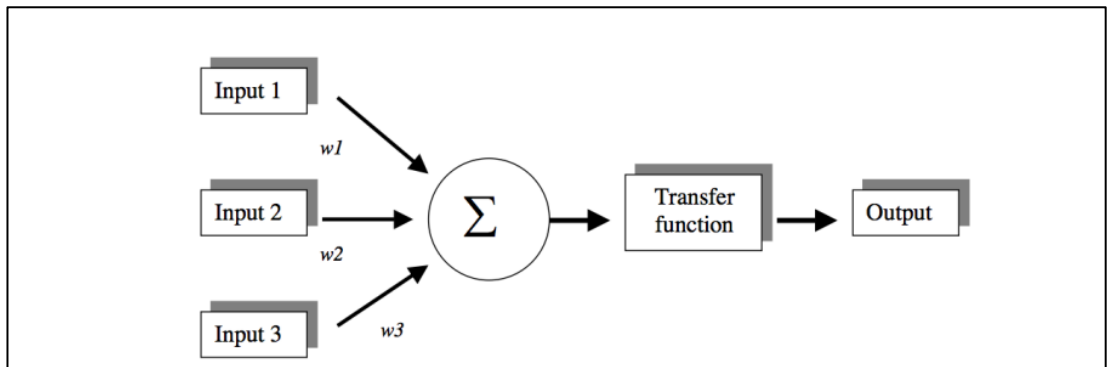 Input 1
w1
Input 2
w2
Input 3
w3
Σ
Transfer
function
Output